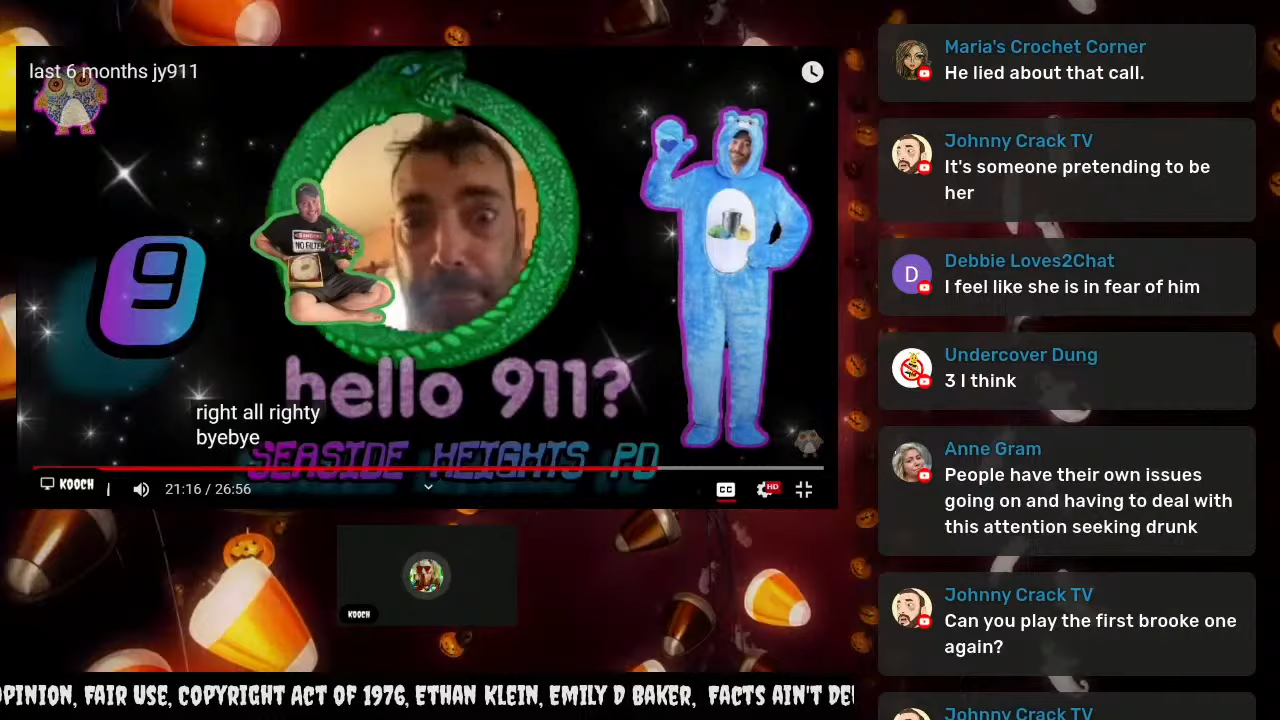 last 6 months jy911
9
NO FILTER
hello 911?
right all righty
byebye
SEASIDE HEIGHTS PD
KOOCH
21:16 / 26:56
CC
HD
KOOCH
OPINION, FAIR USE, COPYRIGHT ACT OF 1976, ETHAN KLEIN, EMILY D BAKER, FACTS AIN'T
Maria's Crochet Corner
He lied about that call.
Johnny Crack TV
It's someone pretending to be
her
D
Debbie Loves2Chat
I feel like she is in fear of him
Undercover Dung
3 I think
Anne Gram
People have their own issues
going on and having to deal with
this attention seeking drunk
Johnny Crack TV
Can you play the first brooke one
again?
Johnny Crack TV